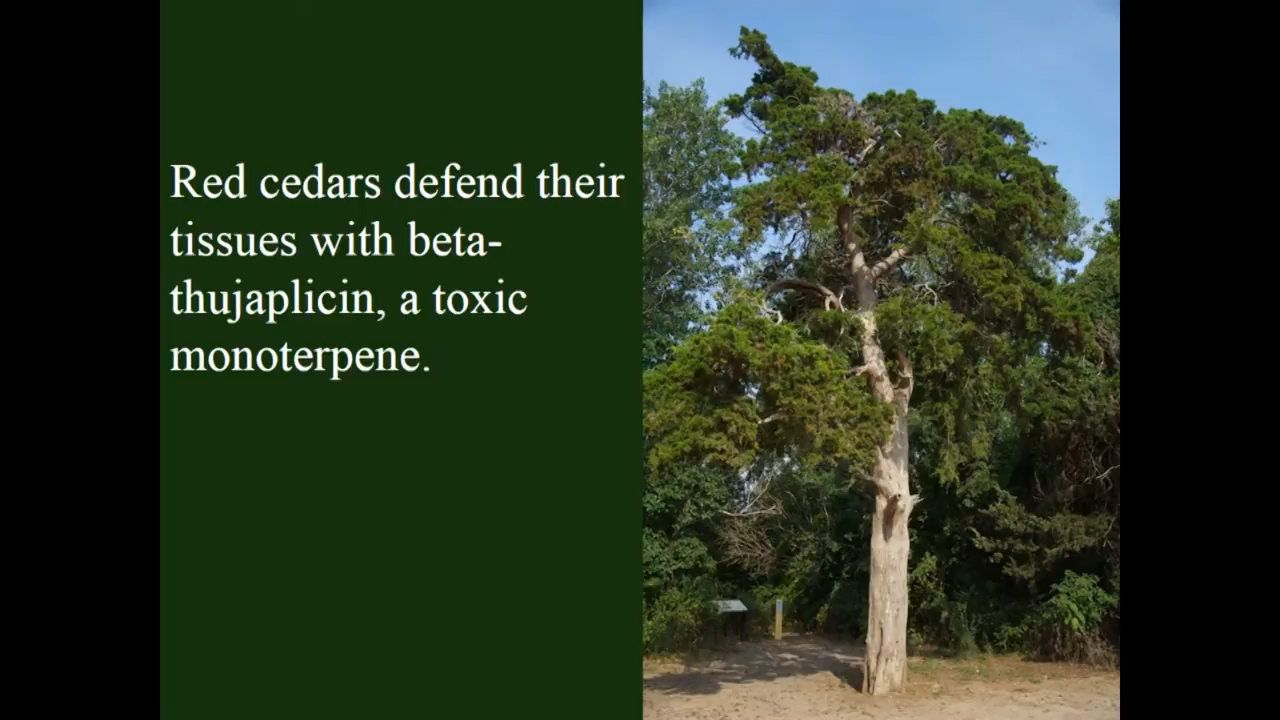 Red cedars defend their
tissues with beta-
thujaplicin, a toxic
monoterpene.